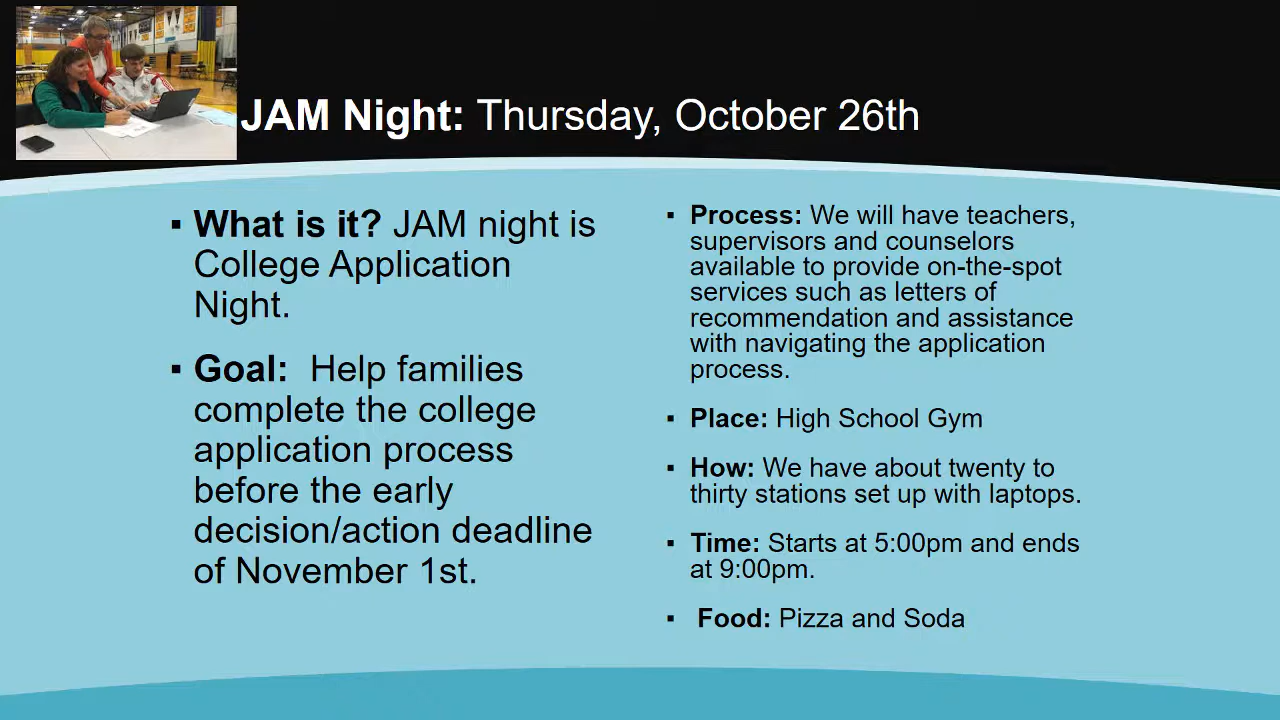 JAM Night: Thursday, October 26th
▪ What is it? JAM night is
College Application
Night.
▪ Goal:  Help families
complete the college
application process
before the early
decision/action deadline
of November 1st.
▪ Process: We will have teachers,
supervisors and counselors
available to provide on-the-spot
services such as letters of
recommendation and assistance
with navigating the application
process.
▪ Place: High School Gym
▪ How: We have about twenty to
thirty stations set up with laptops.
▪ Time: Starts at 5:00pm and ends
at 9:00pm.
▪ Food: Pizza and Soda